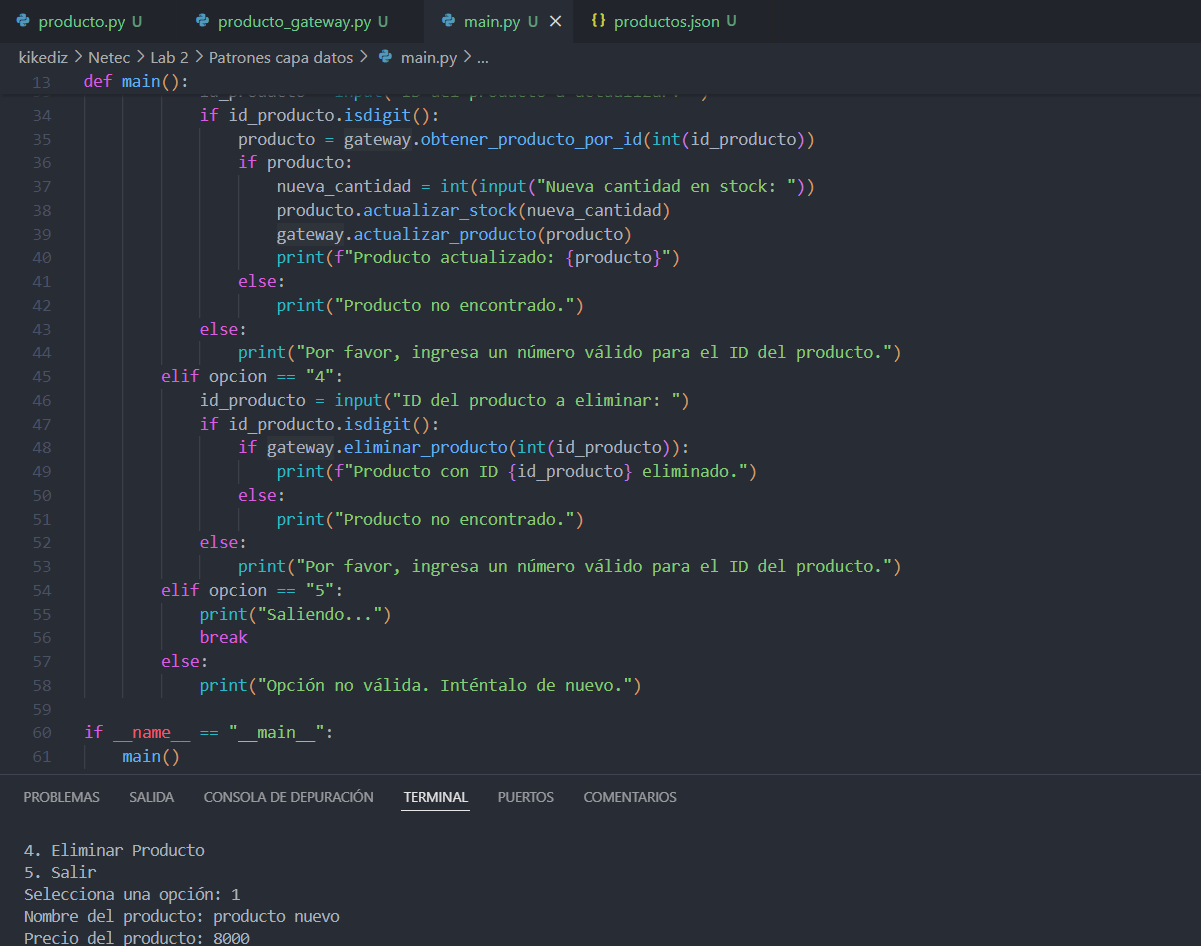 producto.py U producto_gateway.py U main.py U productos.json U
kikediz > Netec > Lab 2 > Patrones capa datos > main.py > ...
13 def main():
34 if id_producto.isdigit():
35 producto = gateway.obtener_producto_por_id(int(id_producto))
36 if producto:
37 nueva_cantidad = int(input("Nueva cantidad en stock: "))
38 producto.actualizar_stock(nueva_cantidad)
39 gateway.actualizar_producto(producto)
40 print(f"Producto actualizado: {producto}")
41 else:
42 print("Producto no encontrado.")
43 else:
44 print("Por favor, ingresa un número válido para el ID del producto.")
45 elif opcion == "4":
46 id_producto = input("ID del producto a eliminar: ")
47 if id_producto.isdigit():
48 if gateway.eliminar_producto(int(id_producto)):
49 print(f"Producto con ID {id_producto} eliminado.")
50 else:
51 print("Producto no encontrado.")
52 else:
53 print("Por favor, ingresa un número válido para el ID del producto.")
54 elif opcion == "5":
55 print("Saliendo...")
56 break
57 else:
58 print("Opción no válida. Inténtalo de nuevo.")
59
60 if __name__ == "__main__":
61 main()
PROBLEMAS SALIDA CONSOLA DE DEPURACIÓN TERMINAL PUERTOS COMENTARIOS
4. Eliminar Producto
5. Salir
Selecciona una opción: 1
Nombre del producto: producto nuevo
Precio del producto: 8000